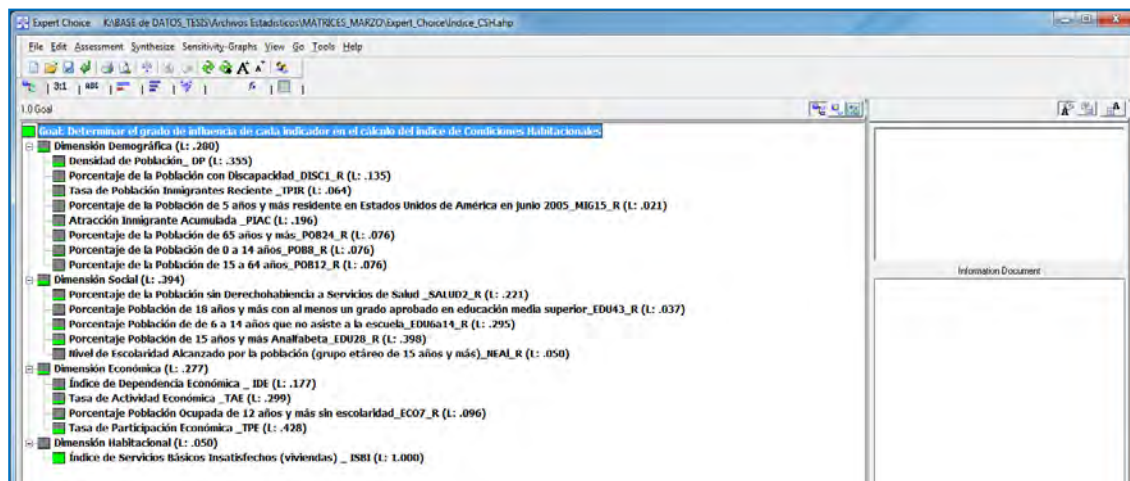 Expert Choice K:\BASE de DATOS_TESIS\Archivos Estadísticos\MATRICES_MARZO\Expert_Choice\Indice_CSH.ahp
File Edit Assessment Synthesize Sensitivity-Graphs View Go Tools Help
3:1 ABC
1.0 Goal
Goal: Determinar el grado de influencia de cada indicador en el cálculo del índice de Condiciones Habitacionales
Dimensión Demográfica (L: .280)
Densidad de Población_ DP (L: .355)
Porcentaje de la Población con Discapacidad_DISC1_R (L: .135)
Tasa de Población Inmigrantes Reciente _TPIR (L: .064)
Porcentaje de la Población de 5 años y más residente en Estados Unidos de América en junio 2005_MIG15_R (L: .021)
Atracción Inmigrante Acumulada _PIAC (L: .196)
Porcentaje de la Población de 65 años y más_POB24_R (L: .076)
Porcentaje de la Población de 0 a 14 años_POB8_R (L: .076)
Porcentaje de la Población de 15 a 64 años_POB12_R (L: .076)
Dimensión Social (L: .394)
Porcentaje de la Población sin Derechohabiencia a Servicios de Salud _SALUD2_R (L: .221)
Porcentaje Población de 18 años y más con al menos un grado aprobado en educación media superior_EDU43_R (L: .037)
Porcentaje Población de de 6 a 14 años que no asiste a la escuela_EDU6a14_R (L: .295)
Porcentaje Población de 15 años y más Analfabeta_EDU28_R (L: .398)
Nivel de Escolaridad Alcanzado por la población (grupo etáreo de 15 años y más)_NEAl_R (L: .050)
Dimensión Económica (L: .277)
Índice de Dependencia Económica _ IDE (L: .177)
Tasa de Actividad Económica _TAE (L: .299)
Porcentaje Población Ocupada de 12 años y más sin escolaridad_ECO7_R (L: .096)
Tasa de Participación Económica _TPE (L: .428)
Dimensión Habitacional (L: .050)
Índice de Servicios Básicos Insatisfechos (viviendas) _ ISBI (L: 1.000)
Information Document